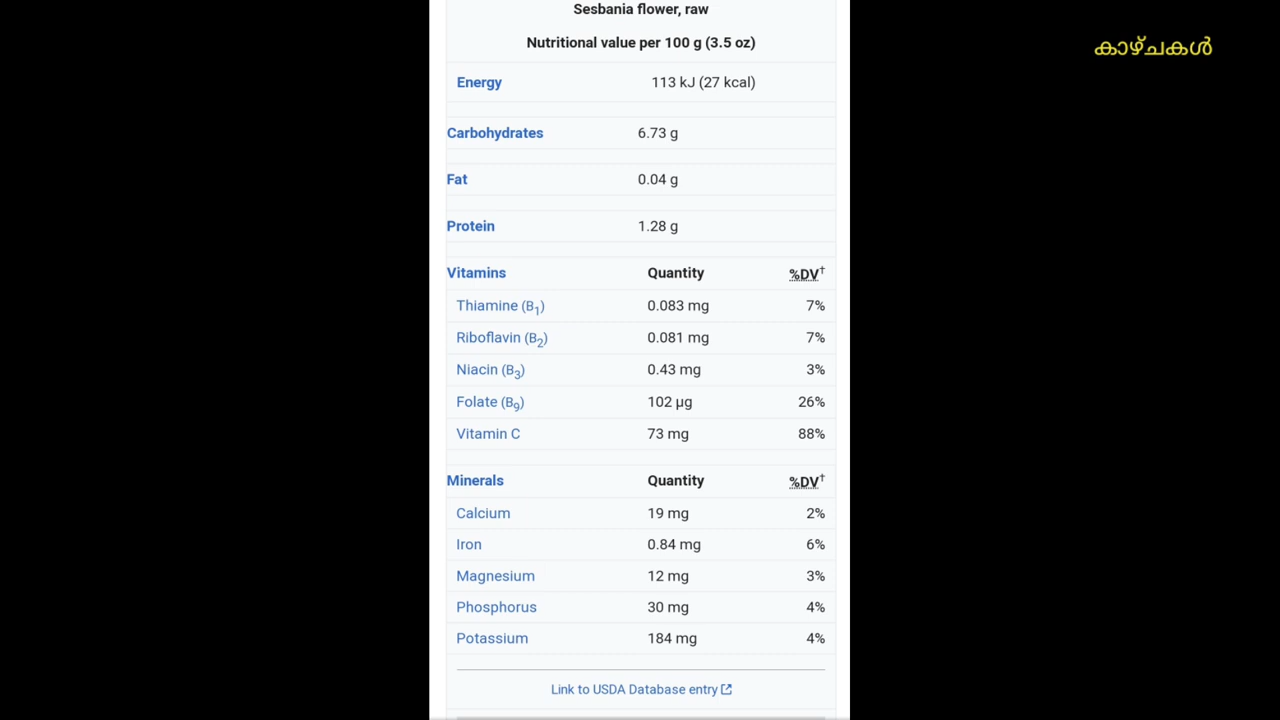 Sesbania flower, raw
Nutritional value per 100 g (3.5 oz)
കാഴ്ചകൾ
Energy 113 kJ (27 kcal)
Carbohydrates 6.73 g
Fat 0.04 g
Protein 1.28 g
Vitamins Quantity %DV†
Thiamine (B1) 0.083 mg 7%
Riboflavin (B2) 0.081 mg 7%
Niacin (B3) 0.43 mg 3%
Folate (B9) 102 μg 26%
Vitamin C 73 mg 88%
Minerals Quantity %DV†
Calcium 19 mg 2%
Iron 0.84 mg 6%
Magnesium 12 mg 3%
Phosphorus 30 mg 4%
Potassium 184 mg 4%
Link to USDA Database entry